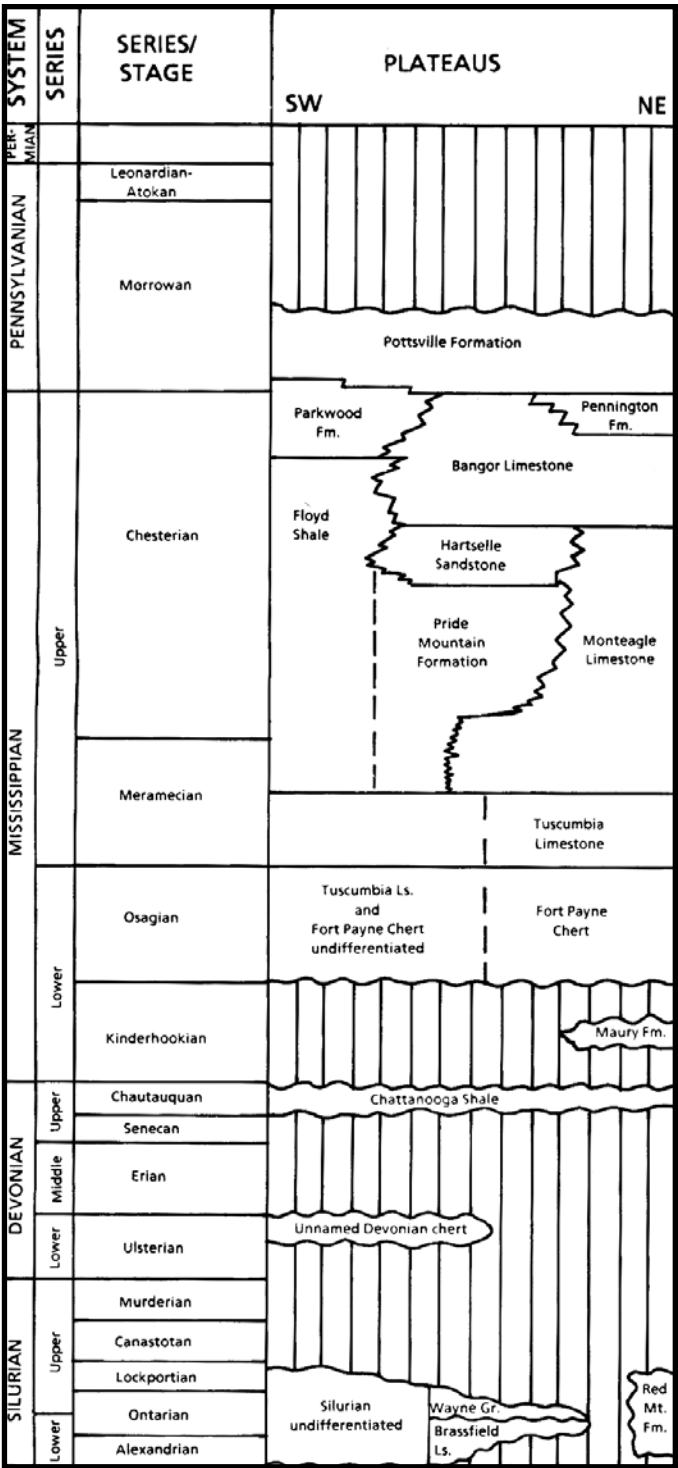 SYSTEM
SERIES
SERIES/
STAGE
PLATEAUS
SW
NE
PER-
MIAN
Leonardian-
Atokan
PENNSYLVANIAN
Morrowan
Pottsville Formation
Parkwood
Fm.
Pennington
Fm.
Bangor Limestone
Floyd
Shale
Chesterian
Hartselle
Sandstone
Upper
Pride
Mountain
Formation
Monteagle
Limestone
MISSISSIPPIAN
Meramecian
Tuscumbia
Limestone
Tuscumbia Ls.
and
Fort Payne Chert
undifferentiated
Osagian
Fort Payne
Chert
Lower
Kinderhookian
Maury Fm.
Upper
Chautauquan
Chattanooga Shale
Senecan
DEVONIAN
Middle
Erian
Lower
Ulsterian
Unnamed Devonian chert
SILURIAN
Upper
Murderian
Canastotan
Lockportian
Lower
Ontarian
Alexandrian
Silurian
undifferentiated
Wayne Gr.
Brassfield
Ls.
Red
Mt.
Fm.